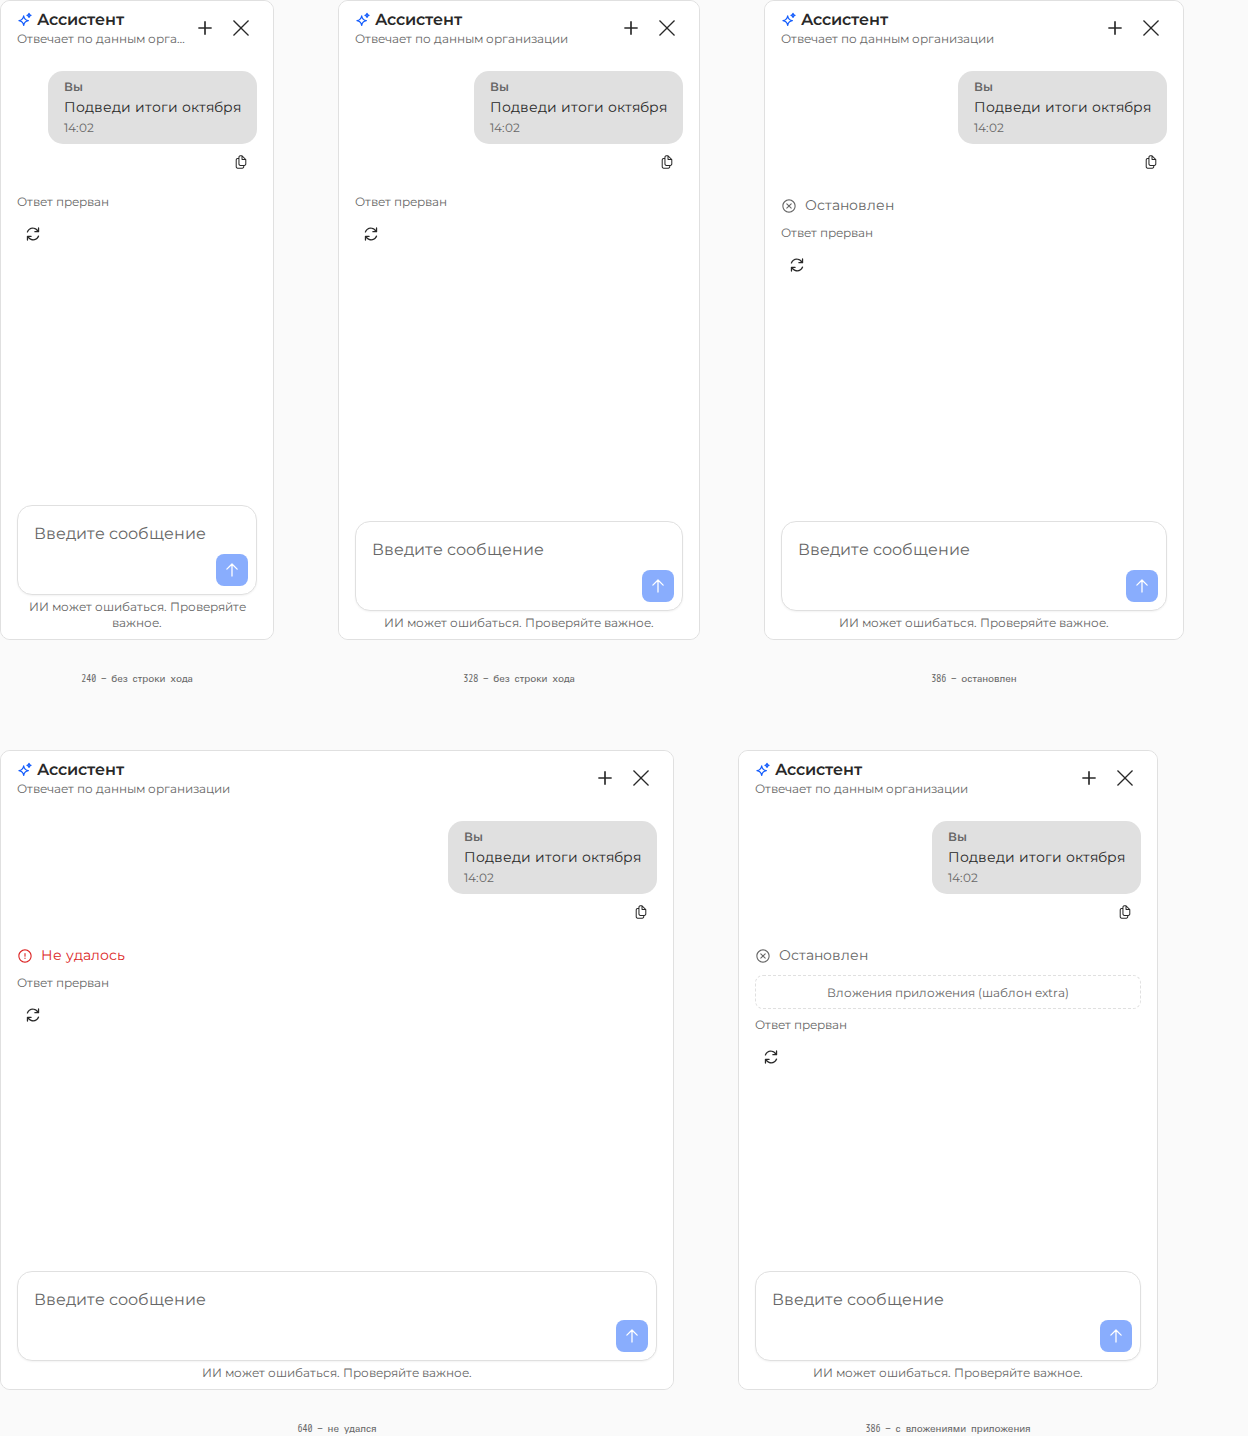 Ассистент
Отвечает по данным орга...
Вы
Подведи итоги октября
14:02
Ответ прерван
Введите сообщение
ИИ может ошибаться. Проверяйте
важное.
240 — без строки хода
Ассистент
Отвечает по данным организации
Вы
Подведи итоги октября
14:02
Ответ прерван
Введите сообщение
ИИ может ошибаться. Проверяйте важное.
328 — без строки хода
Ассистент
Отвечает по данным организации
Вы
Подведи итоги октября
14:02
Остановлен
Ответ прерван
Введите сообщение
ИИ может ошибаться. Проверяйте важное.
386 — остановлен
Ассистент
Отвечает по данным организации
Вы
Подведи итоги октября
14:02
Не удалось
Ответ прерван
Введите сообщение
ИИ может ошибаться. Проверяйте важное.
640 — не удался
Ассистент
Отвечает по данным организации
Вы
Подведи итоги октября
14:02
Остановлен
Вложения приложения (шаблон extra)
Ответ прерван
Введите сообщение
ИИ может ошибаться. Проверяйте важное.
386 — с вложениями приложения